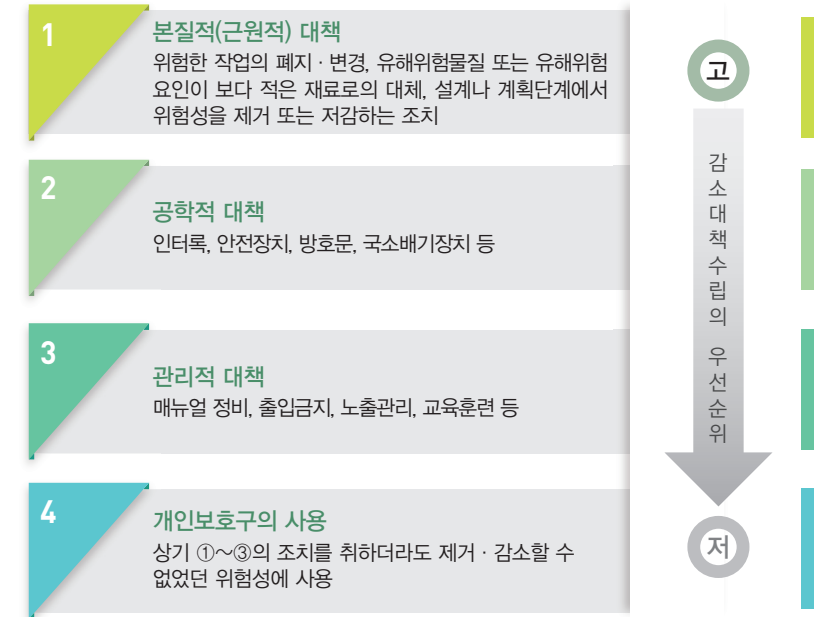 1
본질적(근원적) 대책
위험한 작업의 폐지 · 변경, 유해위험물질 또는 유해위험
요인이 보다 적은 재료로의 대체, 설계나 계획단계에서
위험성을 제거 또는 저감하는 조치
2
공학적 대책
인터록, 안전장치, 방호문, 국소배기장치 등
3
관리적 대책
매뉴얼 정비, 출입금지, 노출관리, 교육훈련 등
4
개인보호구의 사용
상기 ①~③의 조치를 취하더라도 제거 · 감소할 수
없었던 위험성에 사용
고
감소대책수립의 우선순위
저